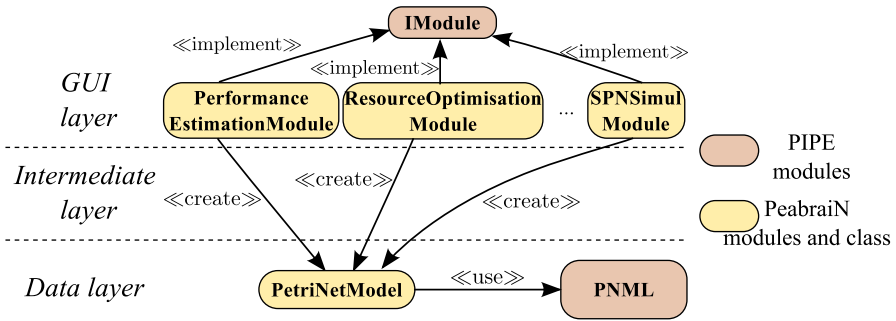 IModule
≪implement≫
≪implement≫
≪implement≫
GUI
layer
Performance
EstimationModule
ResourceOptimisation
Module
...
SPNSimul
Module
PIPE
modules
Intermediate
layer
≪create≫
≪create≫
≪create≫
PeabraiN
modules and class
Data layer
PetriNetModel
≪use≫
PNML